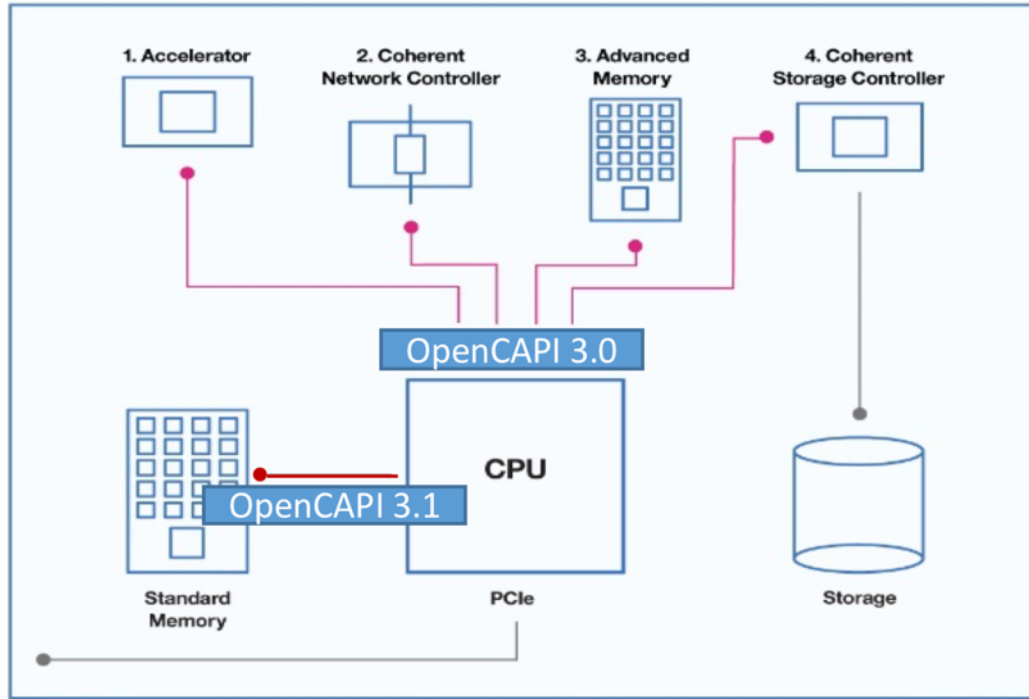 1. Accelerator
2. Coherent
Network Controller
3. Advanced
Memory
4. Coherent
Storage Controller
OpenCAPI 3.0
CPU
OpenCAPI 3.1
Standard
Memory
PCIe
Storage